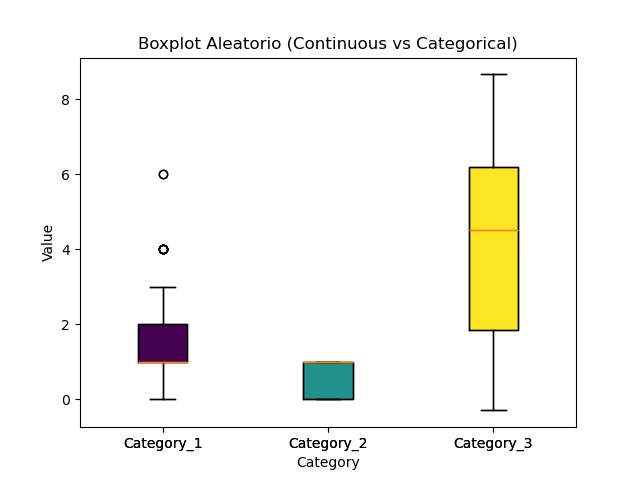 Boxplot Aleatorio (Continuous vs Categorical)
Value
8
6
4
2
0
Category_1 Category_2 Category_3
Category